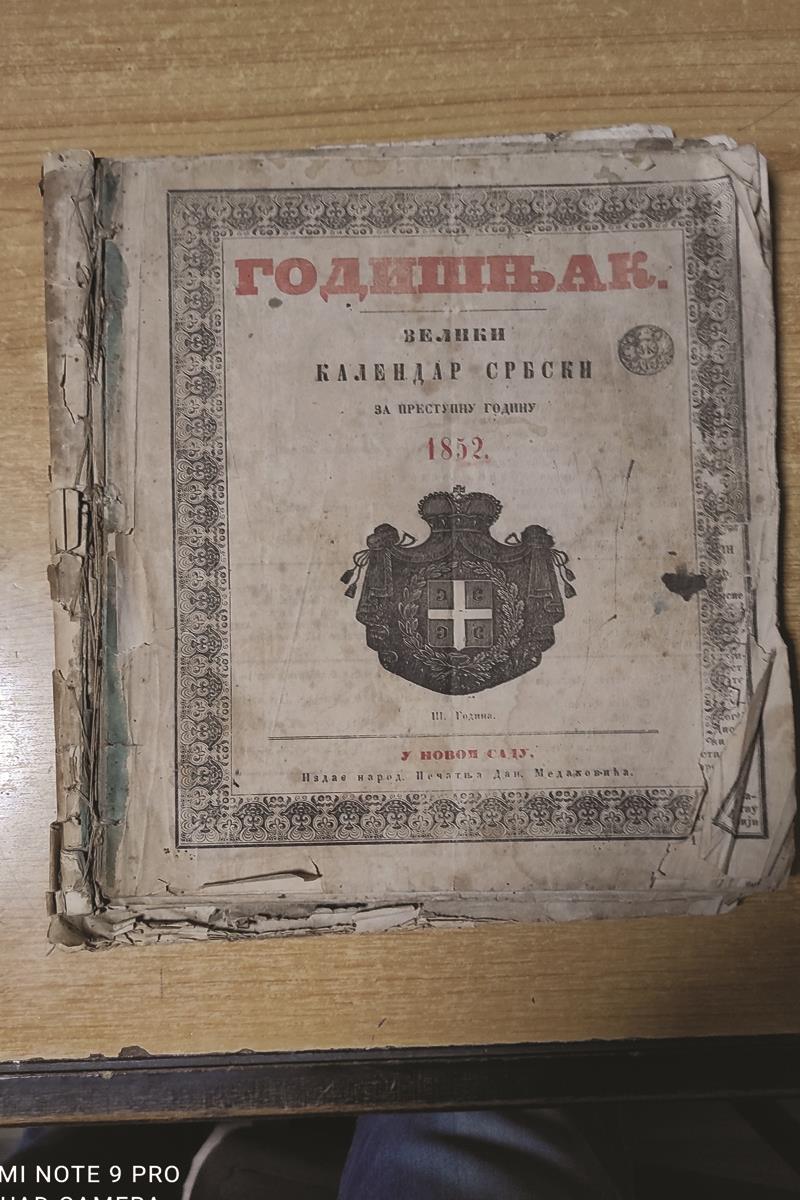 ГОДИШЊАК.
ВЕЛИКИ
КАЛЕНДАР СРБСКИ
ЗА ПРЕСТУПНУ ГОДИНУ
1852.
III. Година.
У НОВОМ САДУ,
Издае народ. Печатња Дан. Медаковића.
MI NOTE 9 PRO